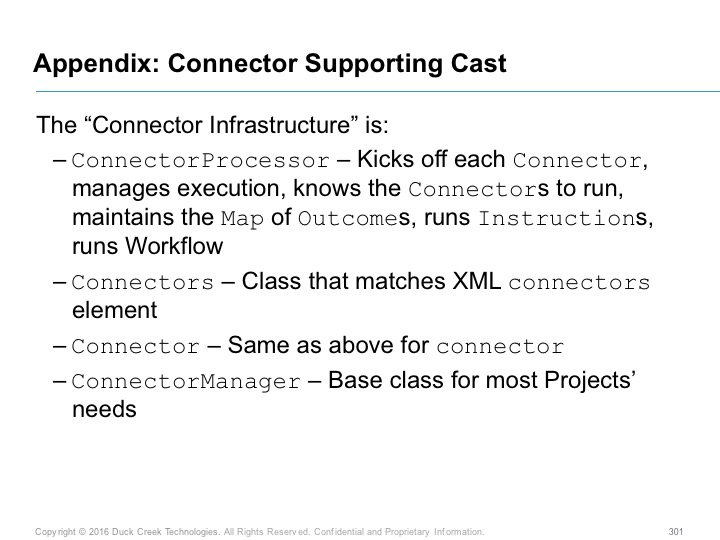 Appendix: Connector Supporting Cast
The “Connector Infrastructure” is:
– ConnectorProcessor – Kicks off each Connector,
manages execution, knows the Connectors to run,
maintains the Map of Outcomes, runs Instructions,
runs Workflow
– Connectors – Class that matches XML connectors
element
– Connector – Same as above for connector
– ConnectorManager – Base class for most Projects’
needs
Copyright © 2016 Duck Creek Technologies. All Rights Reserved. Confidential and Proprietary Information.
301